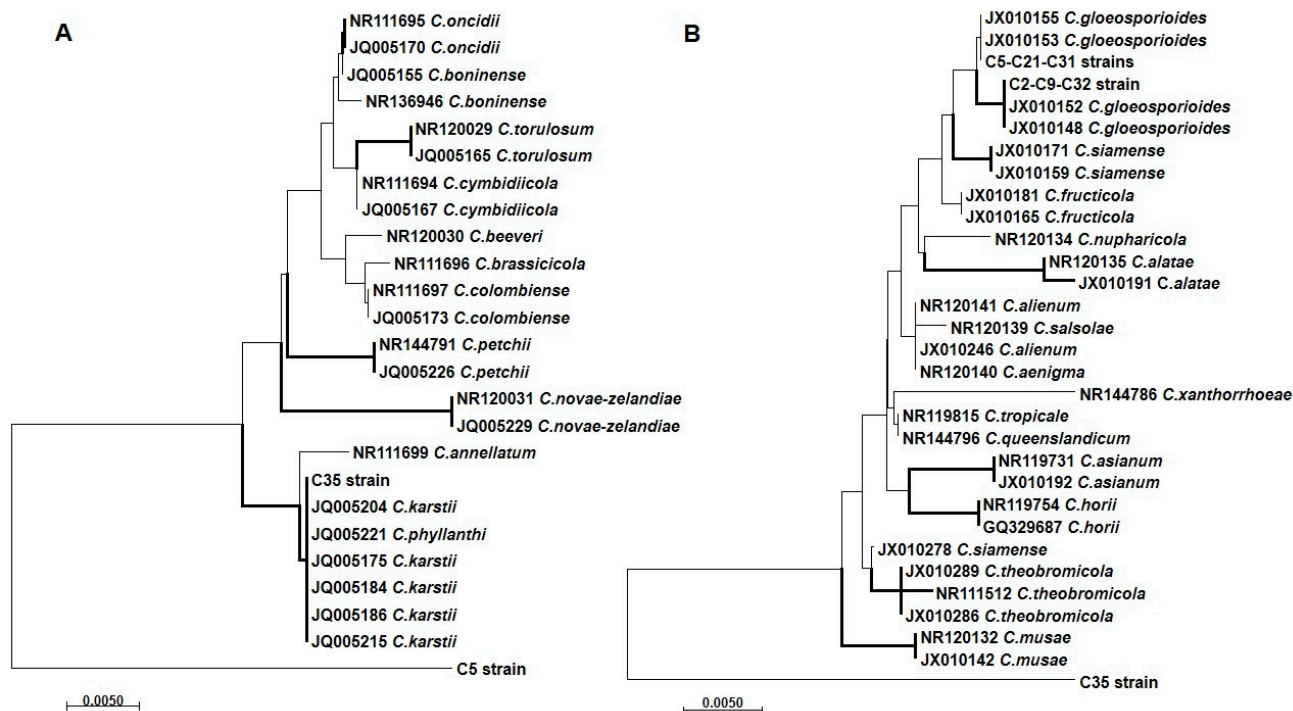 A
NR111695 C.oncidii
JQ005170 C.oncidii
JQ005155 C.boninense
NR136946 C.boninense
NR120029 C.torulosum
JQ005165 C.torulosum
NR111694 C.cymbidiicola
JQ005167 C.cymbidiicola
NR120030 C.beeveri
NR111696 C.brassicicola
NR111697 C.colombiense
JQ005173 C.colombiense
NR144791 C.petchii
JQ005226 C.petchii
NR120031 C.novae-zelandiae
JQ005229 C.novae-zelandiae
NR111699 C.annellatum
C35 strain
JQ005204 C.karstii
JQ005221 C.phyllanthi
JQ005175 C.karstii
JQ005184 C.karstii
JQ005186 C.karstii
JQ005215 C.karstii
C5 strain
0.0050
B
JX010155 C.gloeosporioides
JX010153 C.gloeosporioides
C5-C21-C31 strains
C2-C9-C32 strain
JX010152 C.gloeosporioides
JX010148 C.gloeosporioides
JX010171 C.siamense
JX010159 C.siamense
JX010181 C.fructicola
JX010165 C.fructicola
NR120134 C.nupharicola
NR120135 C.alatae
JX010191 C.alatae
NR120141 C.alienum
NR120139 C.salsolae
JX010246 C.alienum
NR120140 C.aenigma
NR144786 C.xanthorrhoeae
NR119815 C.tropicale
NR144796 C.queenslandicum
NR119731 C.asianum
JX010192 C.asianum
NR119754 C.horii
GQ329687 C.horii
JX010278 C.siamense
JX010289 C.theobromicola
NR111512 C.theobromicola
JX010286 C.theobromicola
NR120132 C.musae
JX010142 C.musae
C35 strain
0.0050